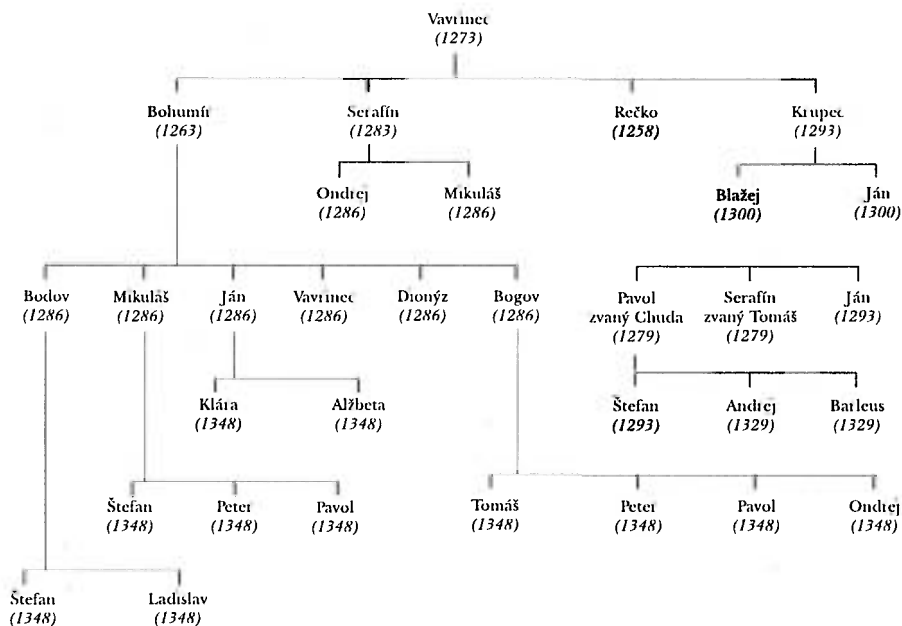 Vavrinec
(1273)
Bohumír Serafín Rečko Krupec
(1263) (1283) (1258) (1293)
Ondrej Mikuláš Blažej Ján
(1286) (1286) (1300) (1300)
Bodov Mikuláš Ján Vavrinec Dionýz Bogov Pavol Serafín Ján
(1286) (1286) (1286) (1286) (1286) (1286) zvaný Chuda zvaný Tomáš (1293)
(1279) (1279)
Klára Alžbeta Štefan Andrej Barleus
(1348) (1348) (1293) (1329) (1329)
Štefan Peter Pavol Tomáš Peter Pavol Ondrej
(1348) (1348) (1348) (1348) (1348) (1348) (1348)
Štefan Ladislav
(1348) (1348)